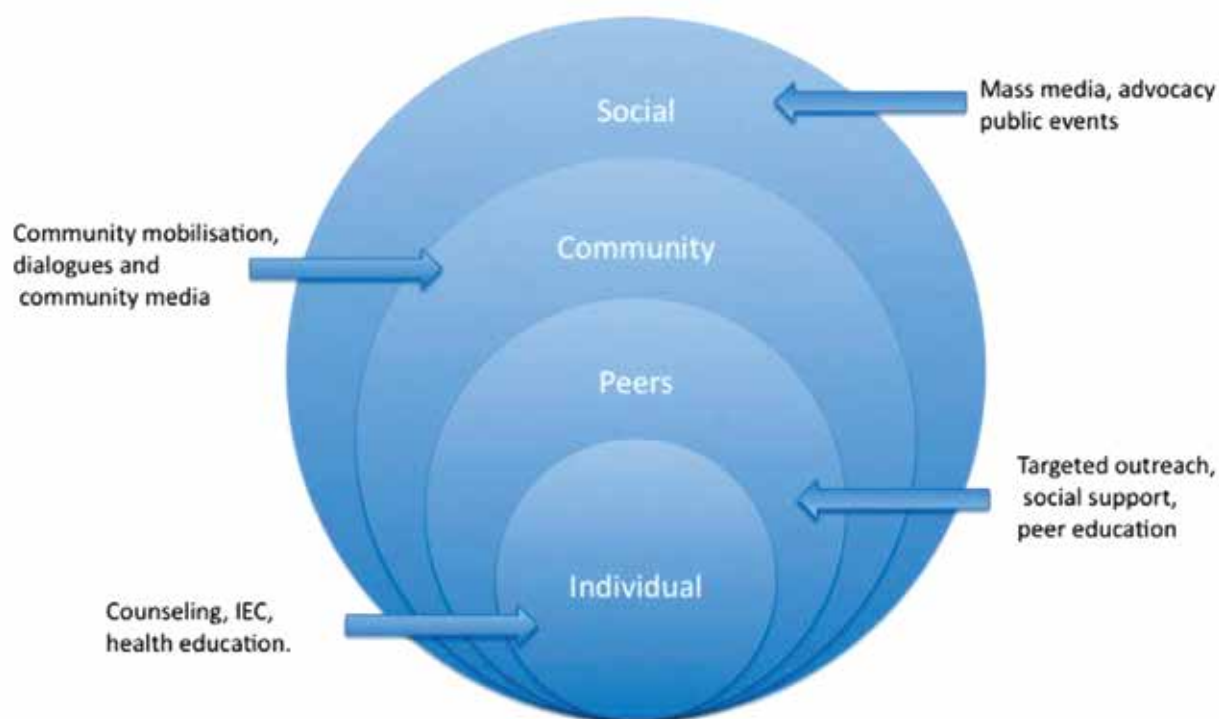 Social
Mass media, advocacy
public events
Community mobilisation,
dialogues and
community media
Community
Peers
Targeted outreach,
social support,
peer education
Individual
Counseling, IEC,
health education.